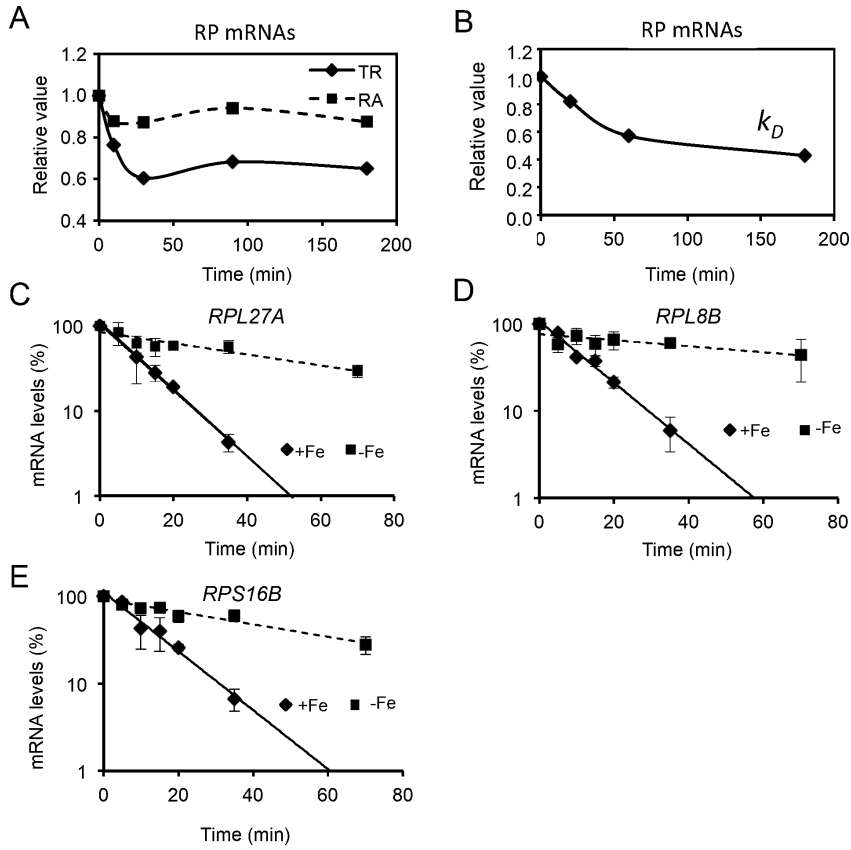 A
RP mRNAs
1.2
1.0
0.8
0.6
0.4
Relative value
TR
RA
0 50 100 150 200
Time (min)
B
RP mRNAs
1.2
1.0
0.8
0.6
0.4
0.2
0.0
Relative value
kD
0 50 100 150 200
Time (min)
C
RPL27A
100
10
1
mRNA levels (%)
+Fe -Fe
0 20 40 60 80
Time (min)
D
RPL8B
100
10
1
mRNA levels (%)
+Fe -Fe
0 20 40 60 80
Time (min)
E
RPS16B
100
10
1
mRNA levels (%)
+Fe -Fe
0 20 40 60 80
Time (min)